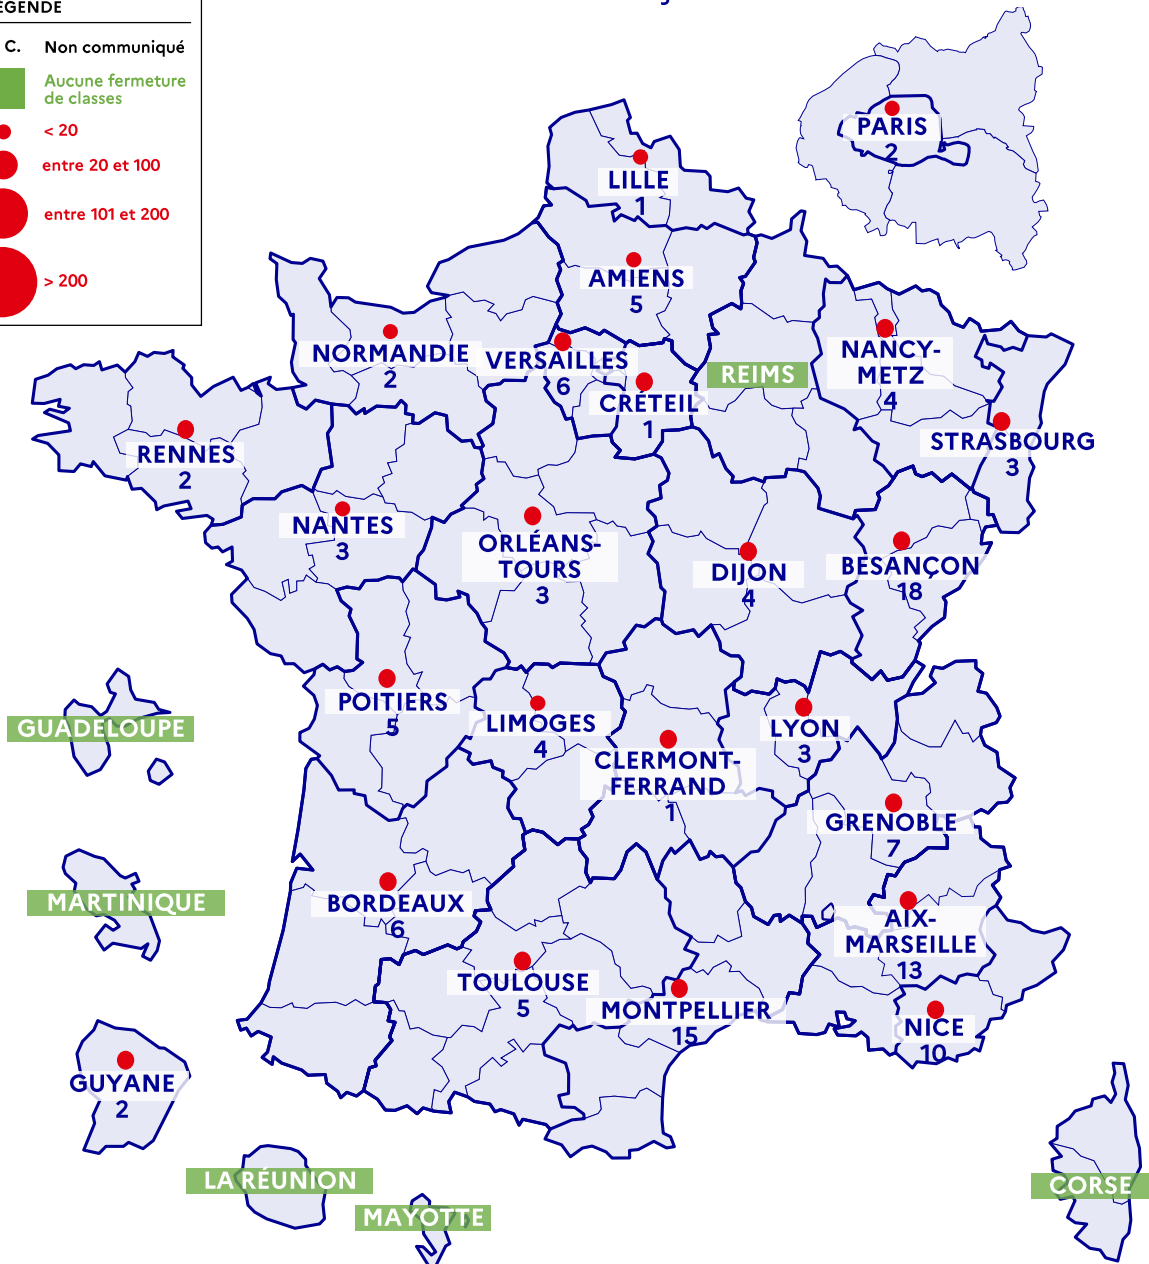 EGENDE
C. Non communiqué
Aucune fermeture
de classes
< 20
entre 20 et 100
entre 101 et 200
> 200
PARIS
2
LILLE
1
AMIENS
5
NORMANDIE
2
VERSAILLES
6
CRÉTEIL
1
REIMS
NANCY-
METZ
4
STRASBOURG
3
RENNES
2
NANTES
3
ORLÉANS-
TOURS
3
DIJON
4
BESANÇON
18
POITIERS
5
LIMOGES
4
CLERMONT-
FERRAND
1
LYON
3
GRENOBLE
7
GUADELOUPE
MARTINIQUE
BORDEAUX
6
AIX-
MARSEILLE
13
TOULOUSE
5
MONTPELLIER
15
NICE
10
GUYANE
2
LA RÉUNION
MAYOTTE
CORSE